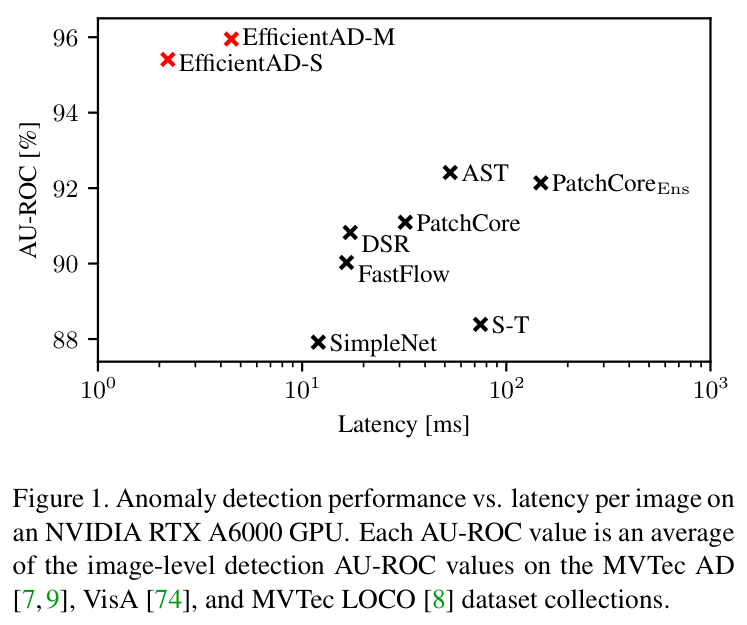 96
94
92
90
88
AU-ROC [%]
EfficientAD-M
EfficientAD-S
AST
PatchCore_Ens
PatchCore
DSR
FastFlow
S-T
SimpleNet
10^0
10^1
10^2
10^3
Latency [ms]
Figure 1. Anomaly detection performance vs. latency per image on
an NVIDIA RTX A6000 GPU. Each AU-ROC value is an average
of the image-level detection AU-ROC values on the MVTec AD
[7, 9], VisA [74], and MVTec LOCO [8] dataset collections.